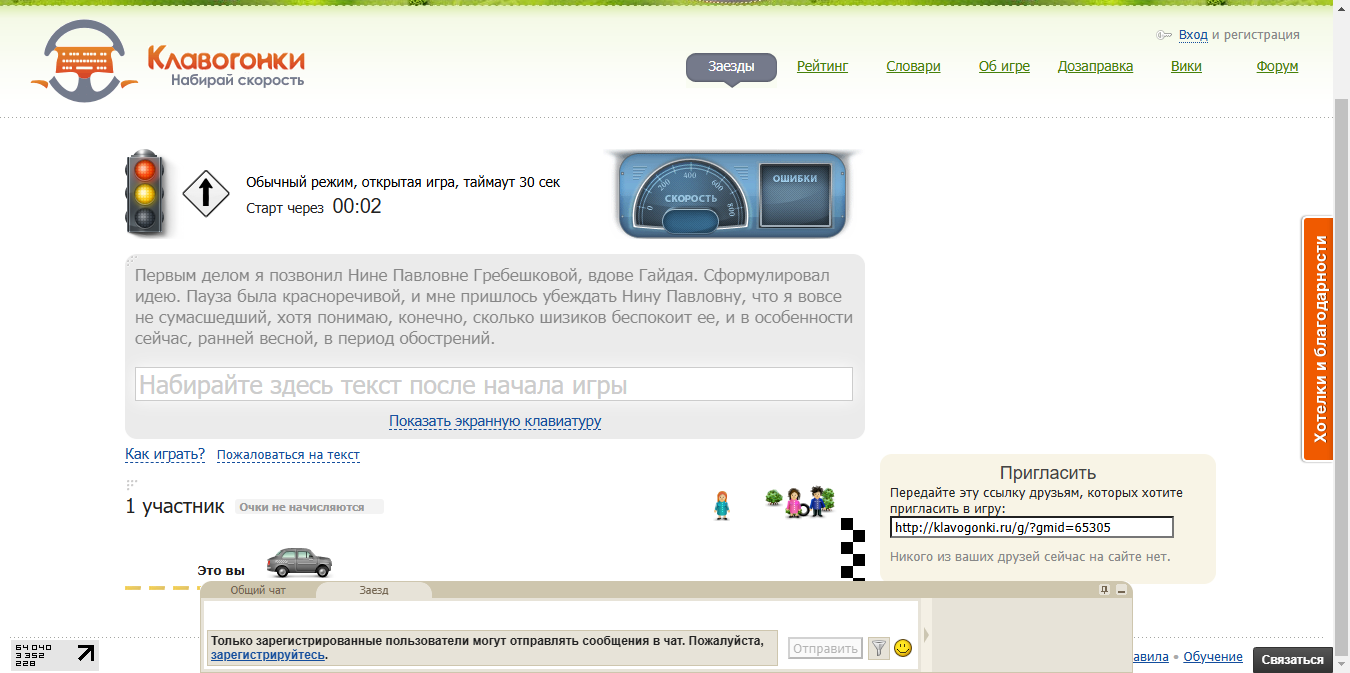 Клавогонки
Набирай скорость
Вход и регистрация
Заезды Рейтинг Словари Об игре Дозаправка Вики Форум
Обычный режим, открытая игра, таймаут 30 сек
Старт через 00:02
0 200 400 600 800
СКОРОСТЬ
ОШИБКИ
Первым делом я позвонил Нине Павловне Гребешковой, вдове Гайдая. Сформулировал
идею. Пауза была красноречивой, и мне пришлось убеждать Нину Павловну, что я вовсе
не сумасшедший, хотя понимаю, конечно, сколько шизиков беспокоит ее, и в особенности
сейчас, ранней весной, в период обострений.
Набирайте здесь текст после начала игры
Показать экранную клавиатуру
Как играть? Пожаловаться на текст
1 участник Очки не начисляются
Это вы
Пригласить
Передайте эту ссылку друзьям, которых хотите
пригласить в игру:
http://klavogonki.ru/g/?gmid=65305
Никого из ваших друзей сейчас на сайте нет.
Хотелки и благодарности
Общий чат Заезд
Только зарегистрированные пользователи могут отправлять сообщения в чат. Пожалуйста,
зарегистрируйтесь.
Отправить
64 040
3 352
228
авила • Обучение
Связаться